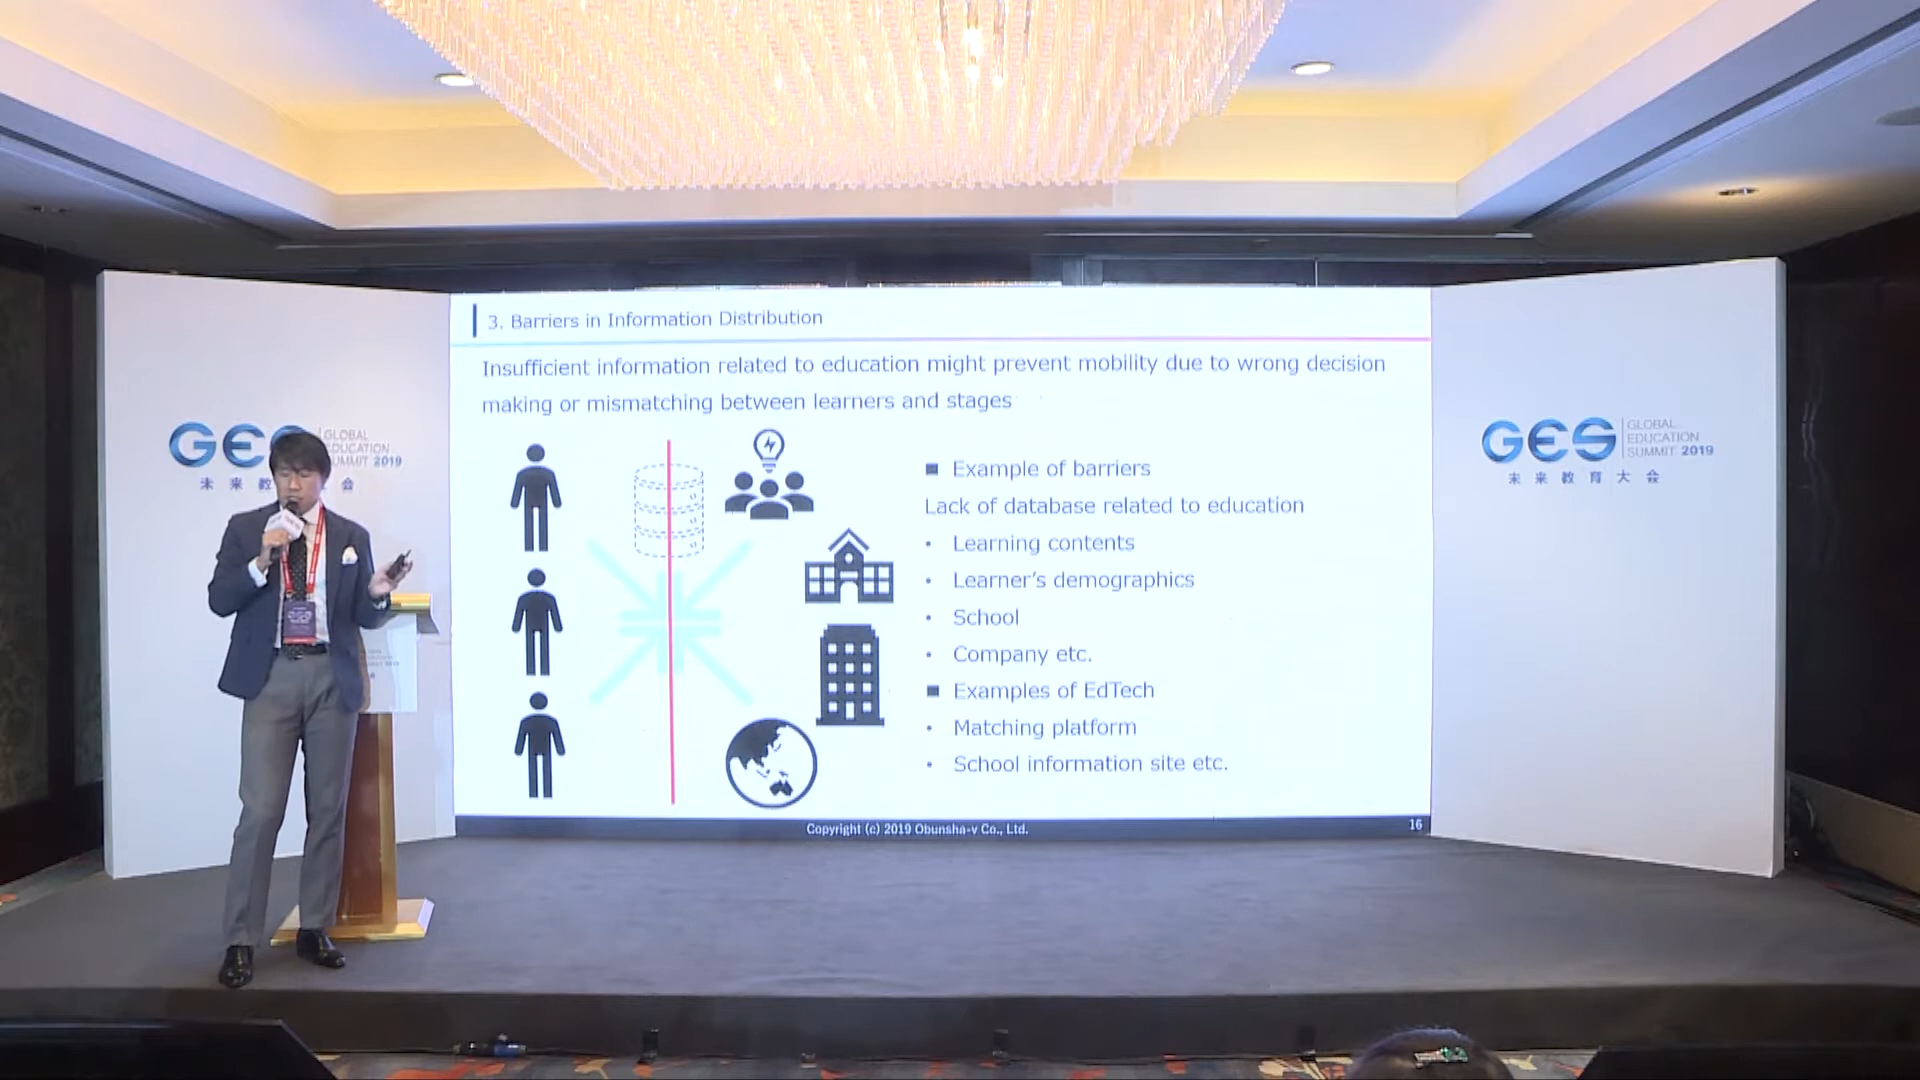 3. Barriers in Information Distribution
Insufficient information related to education might prevent mobility due to wrong decision
making or mismatching between learners and stages
■ Example of barriers
Lack of database related to education
• Learning contents
• Learner's demographics
• School
• Company etc.
■ Examples of EdTech
• Matching platform
• School information site etc.
Copyright (c) 2019 Obunsha-v Co., Ltd.
16
GES
GLOBAL
EDUCATION
SUMMIT 2019
未来教 会
GES
GLOBAL
EDUCATION
SUMMIT 2019
未来教育大会